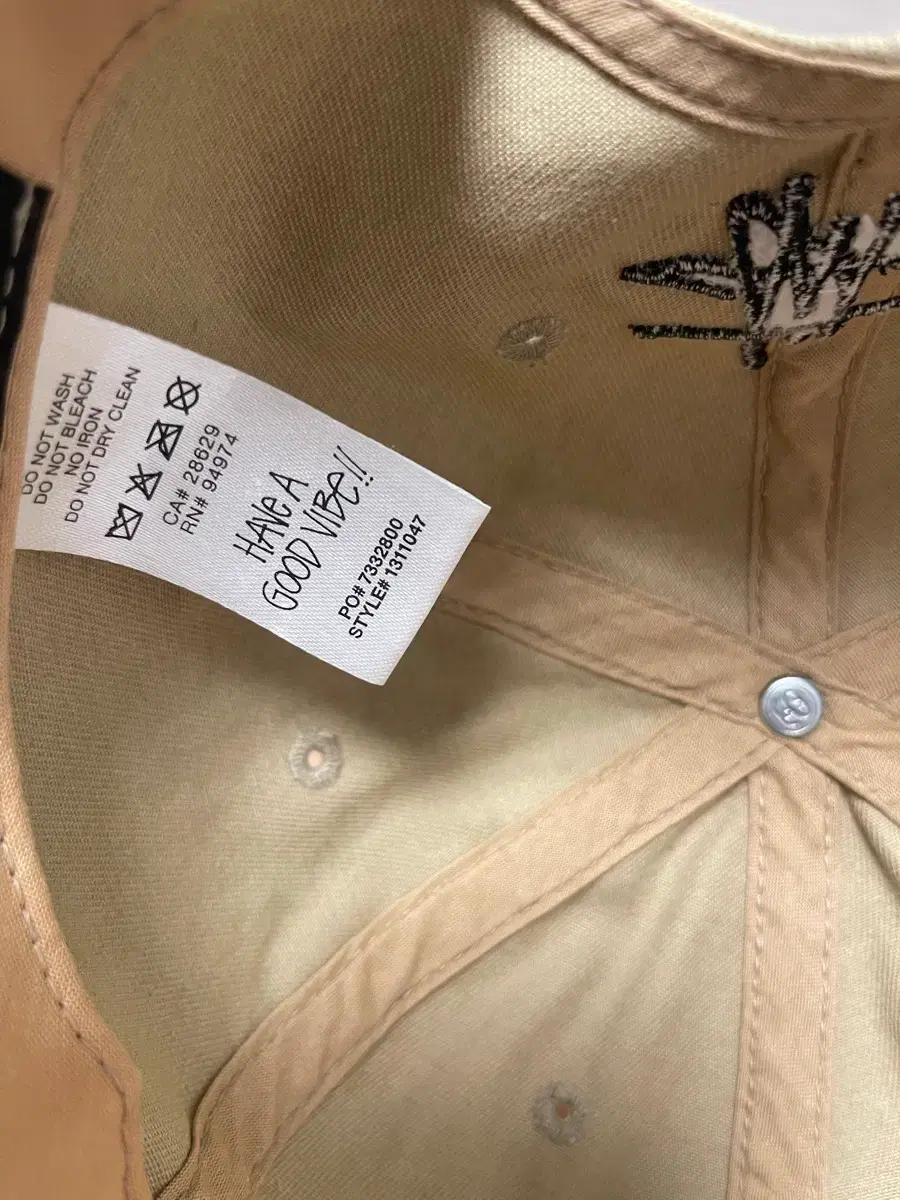 DO NOT WASH
DO NOT BLEACH
NO IRON
DO NOT DRY CLEAN
CA# 28629
RN# 94974
HAVE A
GOOD VIBE!!
PO# 7332800
STYLE# 1311047